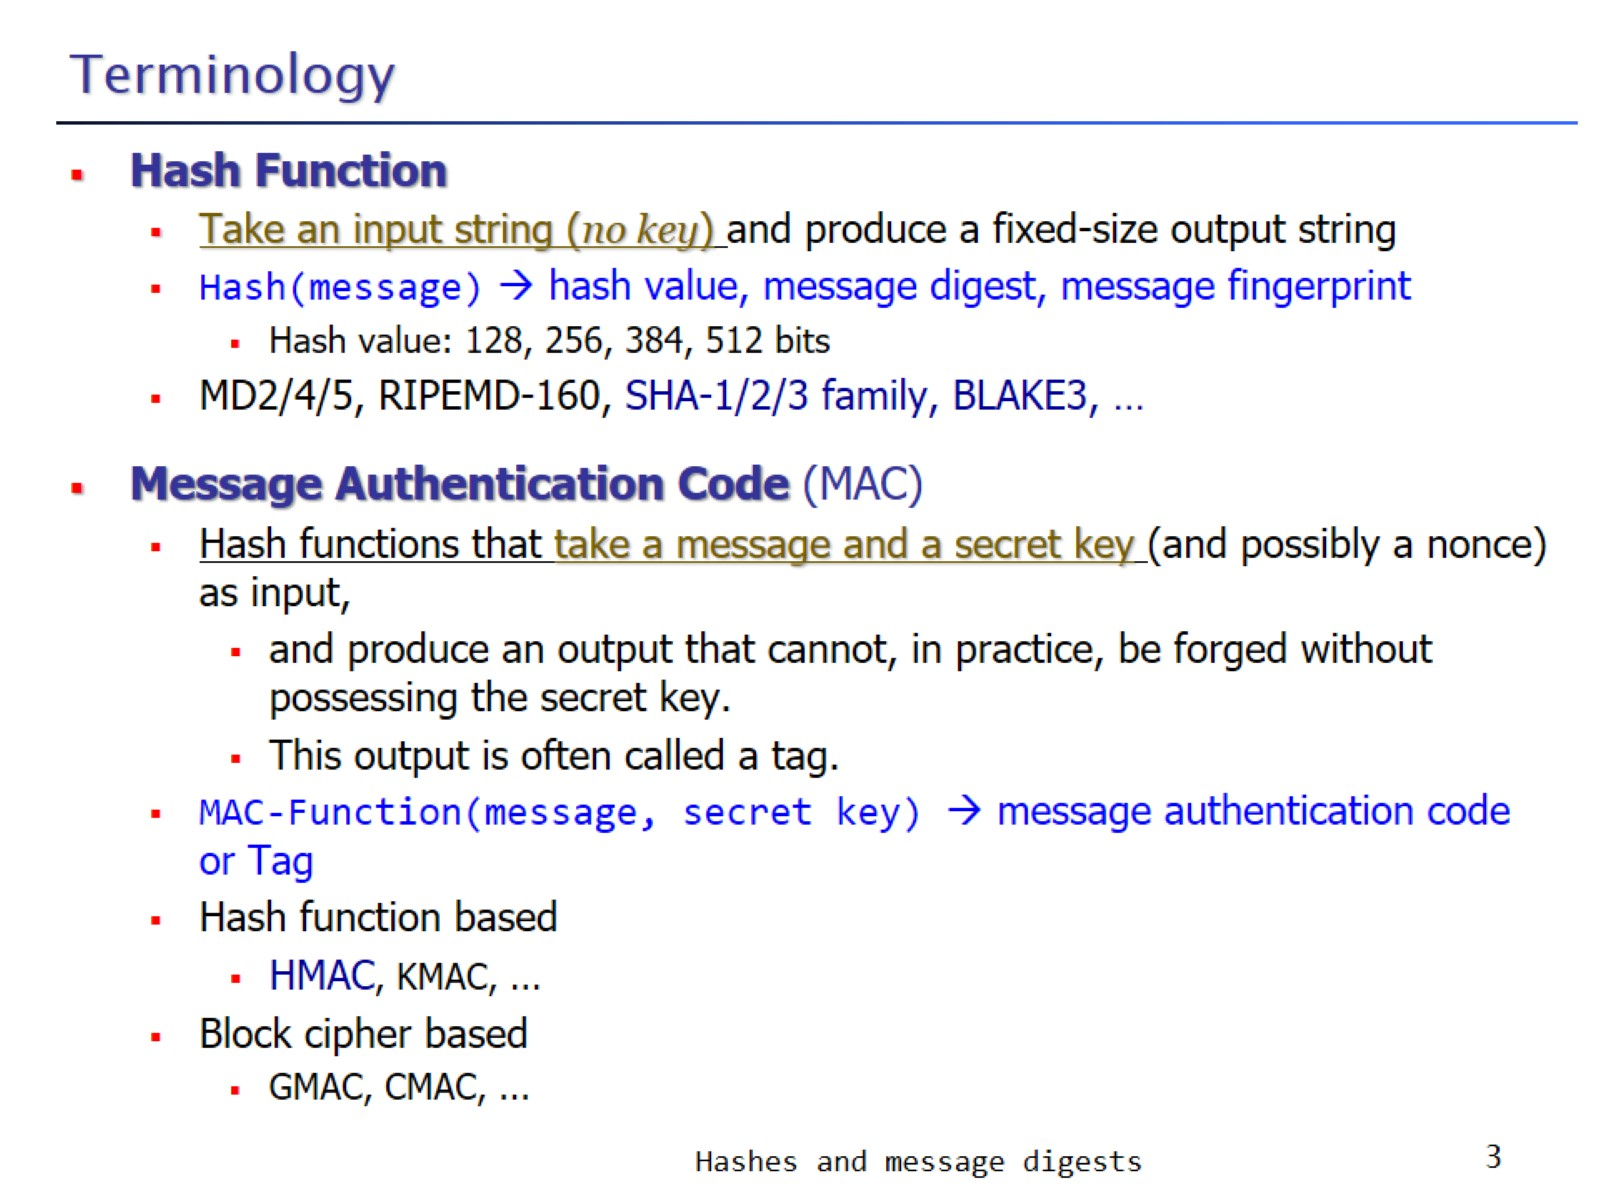 Terminology
Hash Function
Take an input string (no key) and produce a fixed-size output string
Hash(message) → hash value, message digest, message fingerprint
Hash value: 128, 256, 384, 512 bits
MD2/4/5, RIPEMD-160, SHA-1/2/3 family, BLAKE3, …
Message Authentication Code (MAC)
Hash functions that take a message and a secret key (and possibly a nonce)
as input,
and produce an output that cannot, in practice, be forged without
possessing the secret key.
This output is often called a tag.
MAC-Function(message, secret key) → message authentication code
or Tag
Hash function based
HMAC, KMAC, …
Block cipher based
GMAC, CMAC, …
Hashes and message digests
3